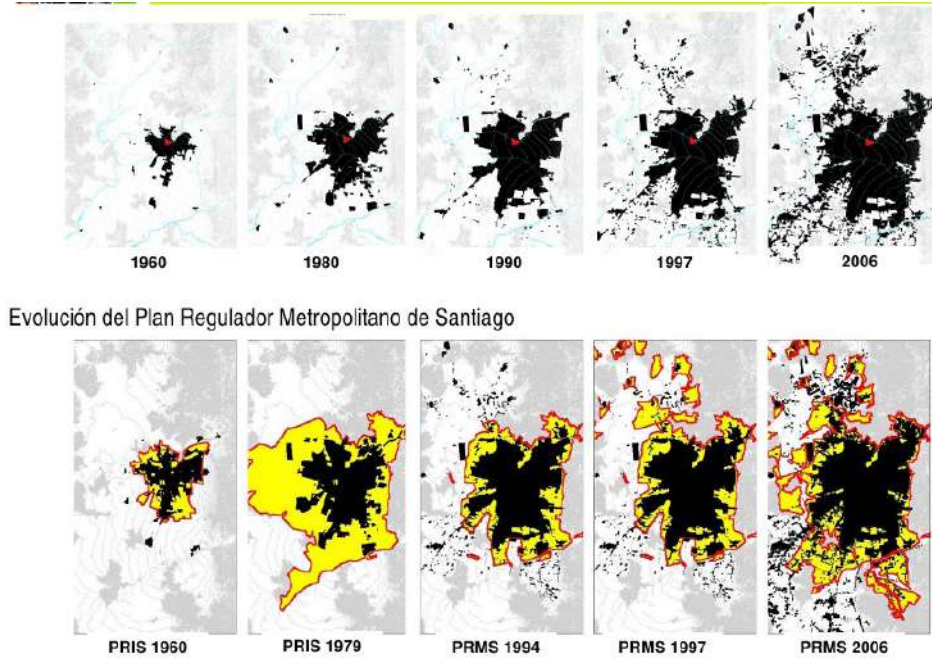 1960
1980
1990
1997
2006
Evolución del Plan Regulador Metropolitano de Santiago
PRIS 1960
PRIS 1979
PRMS 1994
PRMS 1997
PRMS 2006